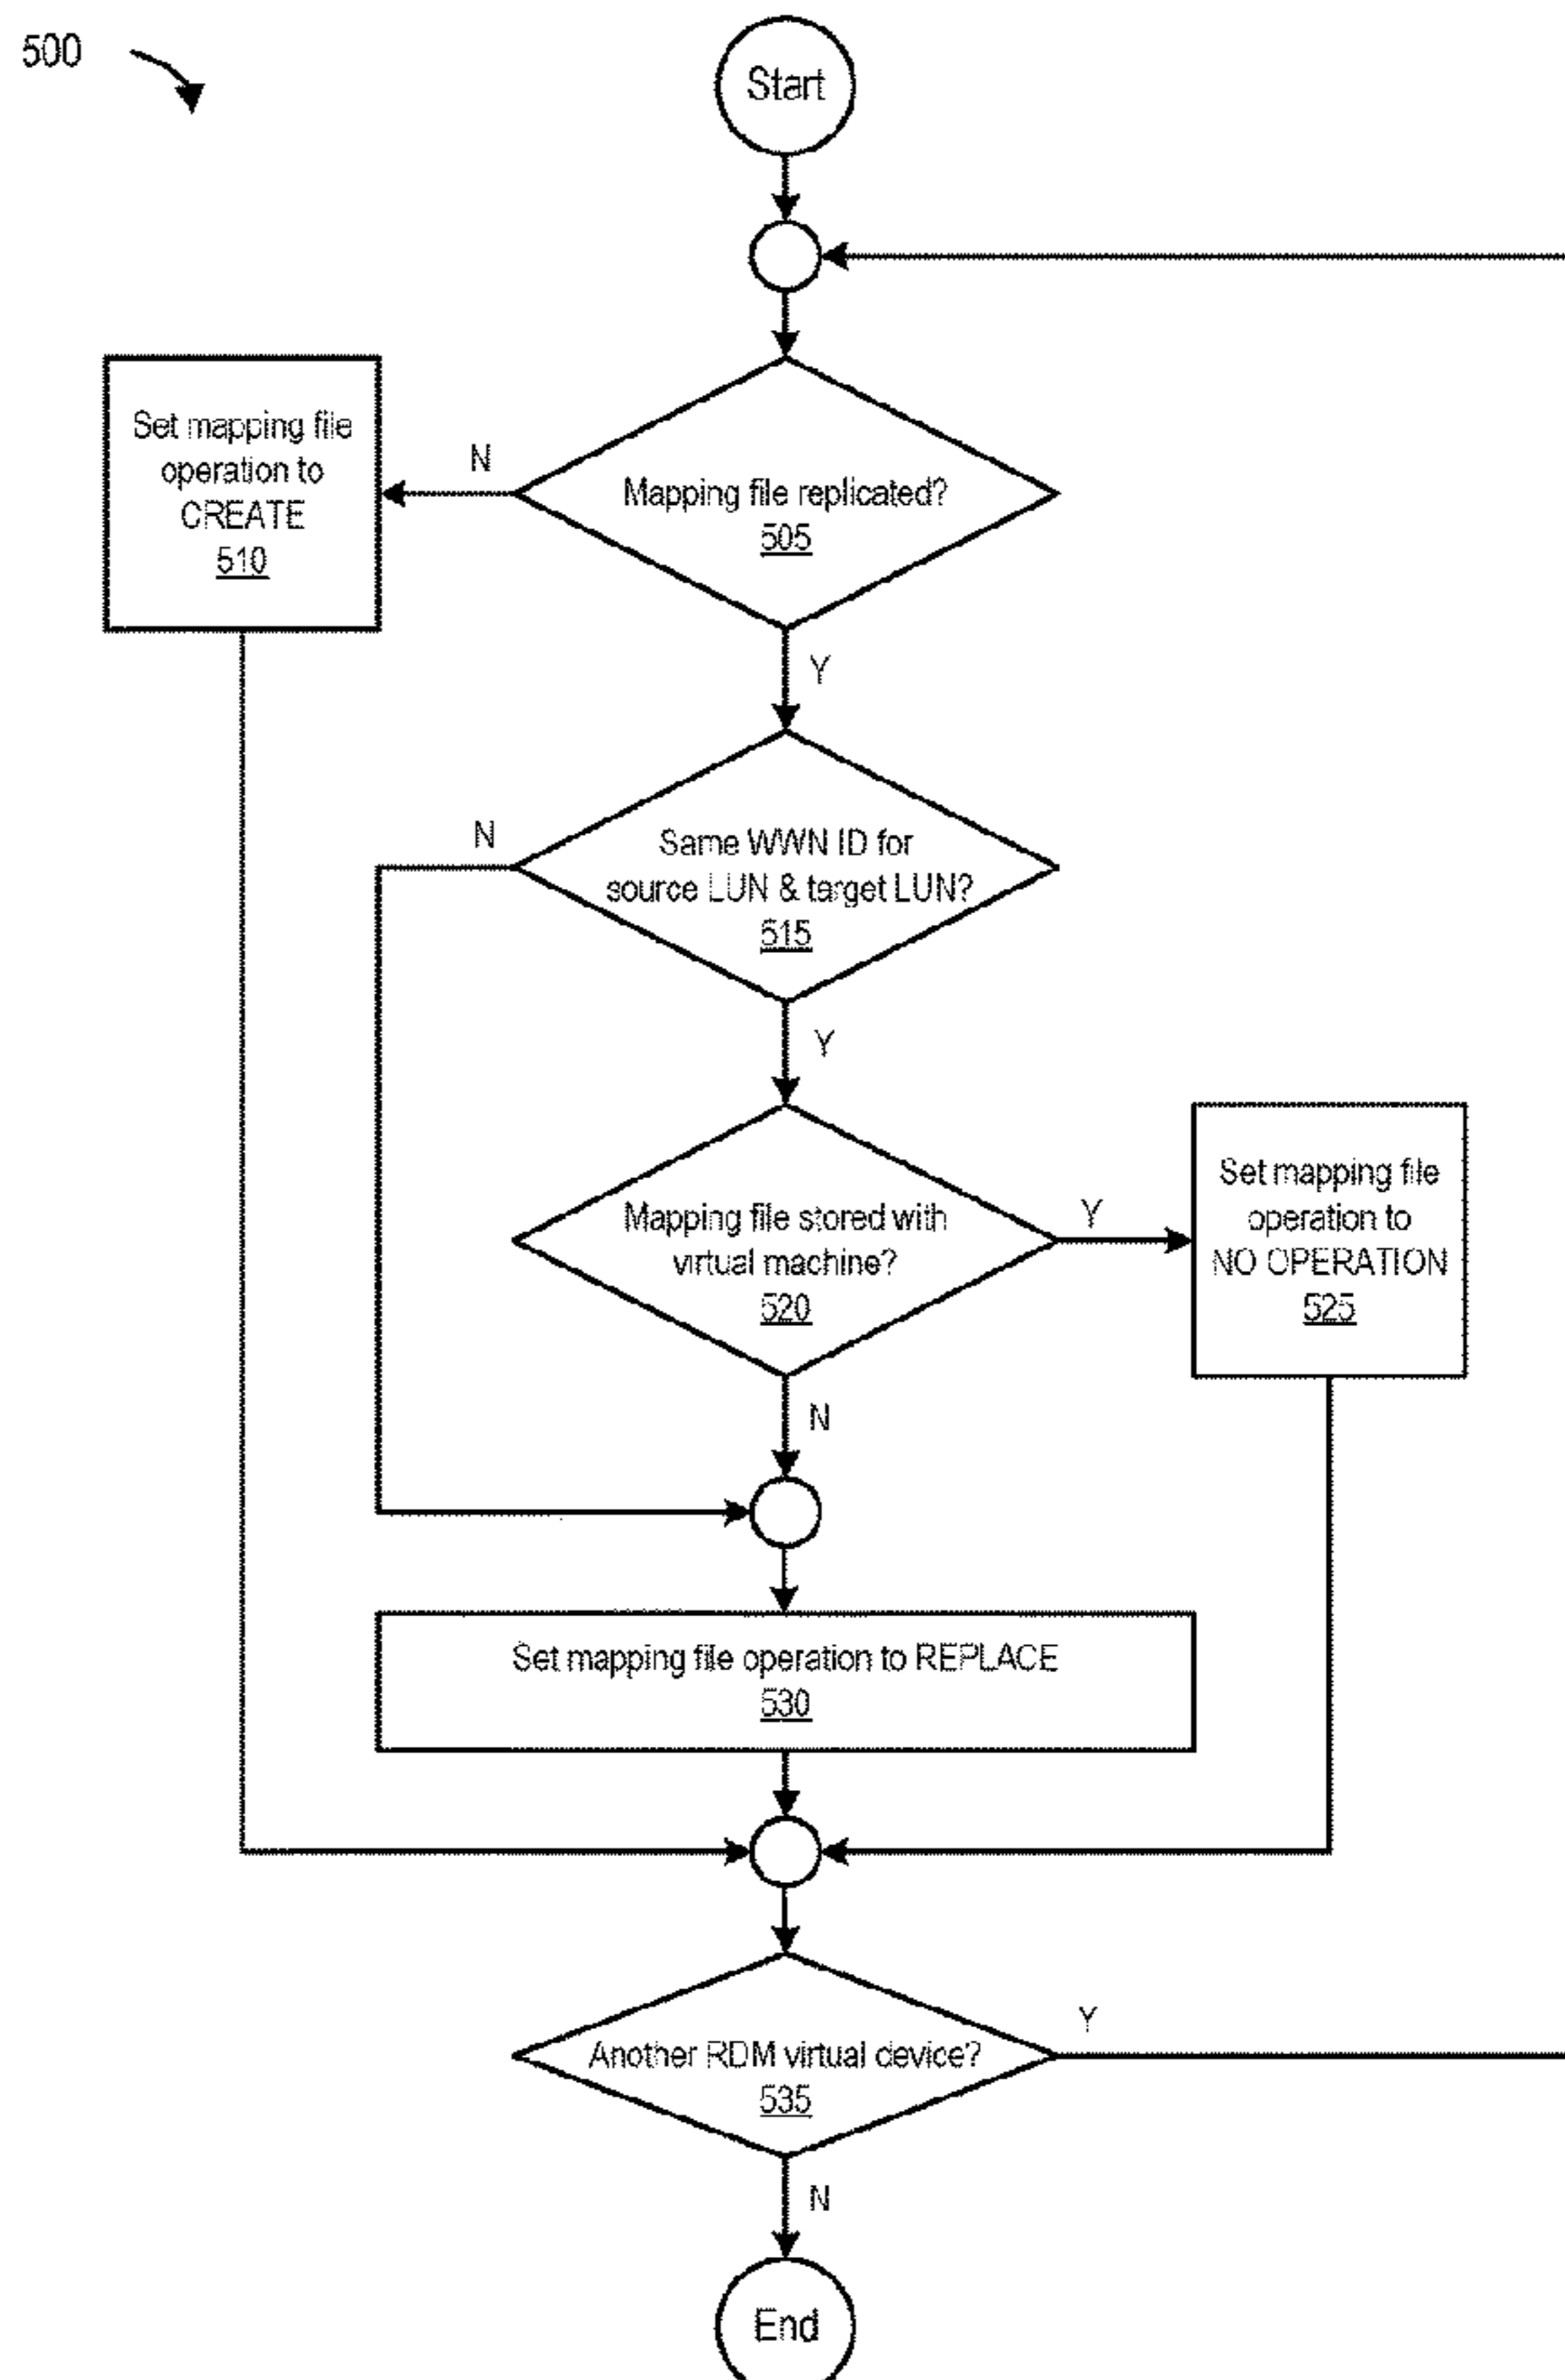 500
Start
Set mapping file
operation to
CREATE
510
N
Mapping file replicated?
505
Y
N
Same WWN ID for
source LUN & target LUN?
515
Y
Mapping file stored with
virtual machine?
520
Y
Set mapping file
operation to
NO OPERATION
525
N
Set mapping file operation to REPLACE
530
Another RDM virtual device?
535
Y
N
End